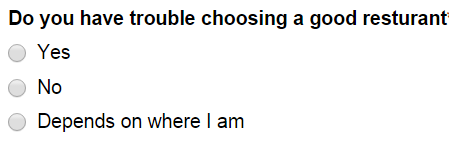 Do you have trouble choosing a good resturant
Yes
No
Depends on where I am